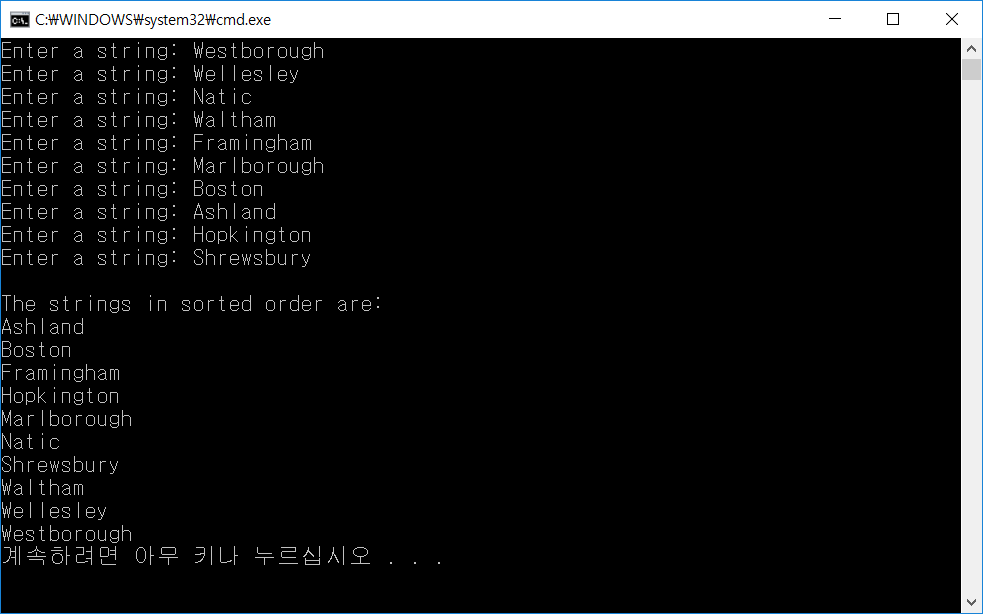 C:₩WINDOWS₩system32₩cmd.exe
Enter a string: Westborough
Enter a string: Wellesley
Enter a string: Natic
Enter a string: Waltham
Enter a string: Framingham
Enter a string: Marlborough
Enter a string: Boston
Enter a string: Ashland
Enter a string: Hopkington
Enter a string: Shrewsbury
The strings in sorted order are:
Ashland
Boston
Framingham
Hopkington
Marlborough
Natic
Shrewsbury
Waltham
Wellesley
Westborough
계속하려면 아무 키나 누르십시오 . . .